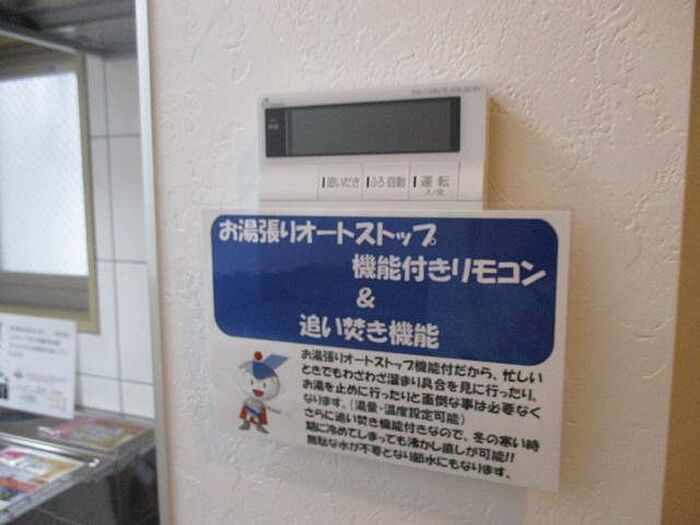 追いだき
ふろ自動
運転
入/切
お湯張りオートストップ
機能付きリモコン
&
追い焚き機能
お湯張りオートストップ機能付だから、忙しい
ときでもわざわざ溜まり具合を見に行ったり、
お湯を止めに行ったりと面倒な事は必要なく
なります。(湯量・温度設定可能)
さらに追い焚き機能付きなので、冬の寒い時
期に冷めてしまっても沸かし直しが可能!!
無駄な水が不要となり節水にもなります。